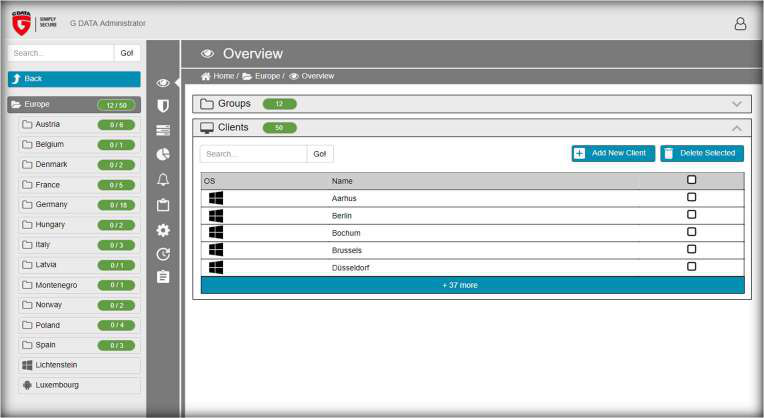 G DATA
SIMPLY
SECURE
G DATA Administrator
Search...
Go!
Back
Europe
12 / 50
Austria
0 / 6
Belgium
0 / 1
Denmark
0 / 2
France
0 / 5
Germany
0 / 18
Hungary
0 / 2
Italy
0 / 3
Latvia
0 / 1
Montenegro
0 / 1
Norway
0 / 2
Poland
0 / 4
Spain
0 / 3
Lichtenstein
Luxembourg
Overview
Home / Europe / Overview
Groups 12
Clients 50
Search...
Go!
Add New Client
Delete Selected
OS Name
Aarhus
Berlin
Bochum
Brussels
Düsseldorf
+ 37 more